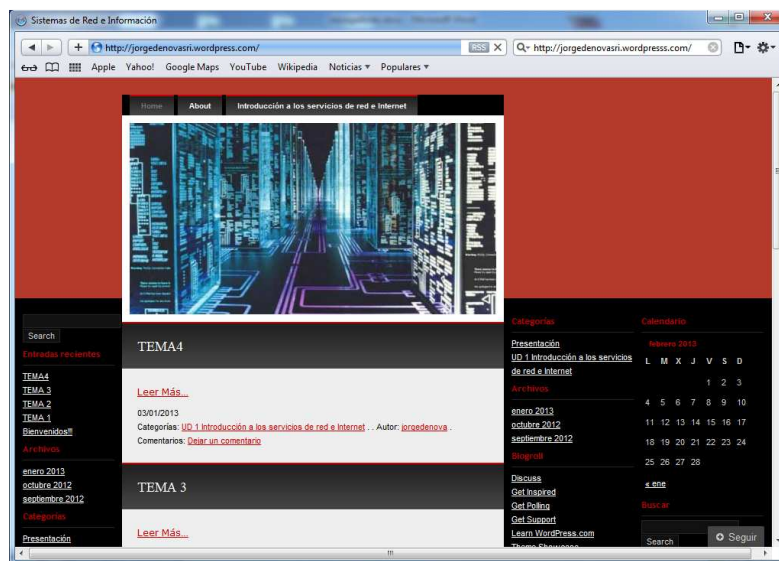 Sistemas de Red e Información
http://jorgedenovasri.wordpress.com/
RSS
http://jorgedenovasri.wordpresss.com/
Apple Yahoo! Google Maps YouTube Wikipedia Noticias Populares
Home About Introducción a los servicios de red e Internet
Search
Entradas recientes
TEMA4
TEMA 3
TEMA 2
TEMA 1
Bienvenidos!!!
Archivos
enero 2013
octubre 2012
septiembre 2012
Categorías
Presentación
TEMA4
Leer Más...
03/01/2013
Categorías: UD 1 Introducción a los servicios de red e Internet . . Autor: jorgedenova .
Comentarios: Dejar un comentario
TEMA 3
Leer Más...
Categorías
Presentación
UD 1 Introducción a los servicios
de red e Internet
Archivos
enero 2013
octubre 2012
septiembre 2012
Blogroll
Discuss
Get Inspired
Get Polling
Get Support
Learn WordPress.com
Theme Showcase
Calendario
febrero 2013
L M X J V S D
1 2 3
4 5 6 7 8 9 10
11 12 13 14 15 16 17
18 19 20 21 22 23 24
25 26 27 28
« ene
Buscar
Search
Seguir